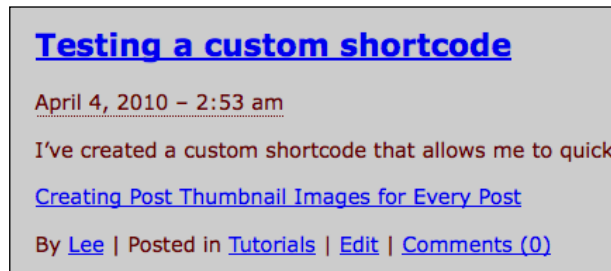 Testing a custom shortcode
April 4, 2010 – 2:53 am
I’ve created a custom shortcode that allows me to quick
Creating Post Thumbnail Images for Every Post
By Lee | Posted in Tutorials | Edit | Comments (0)